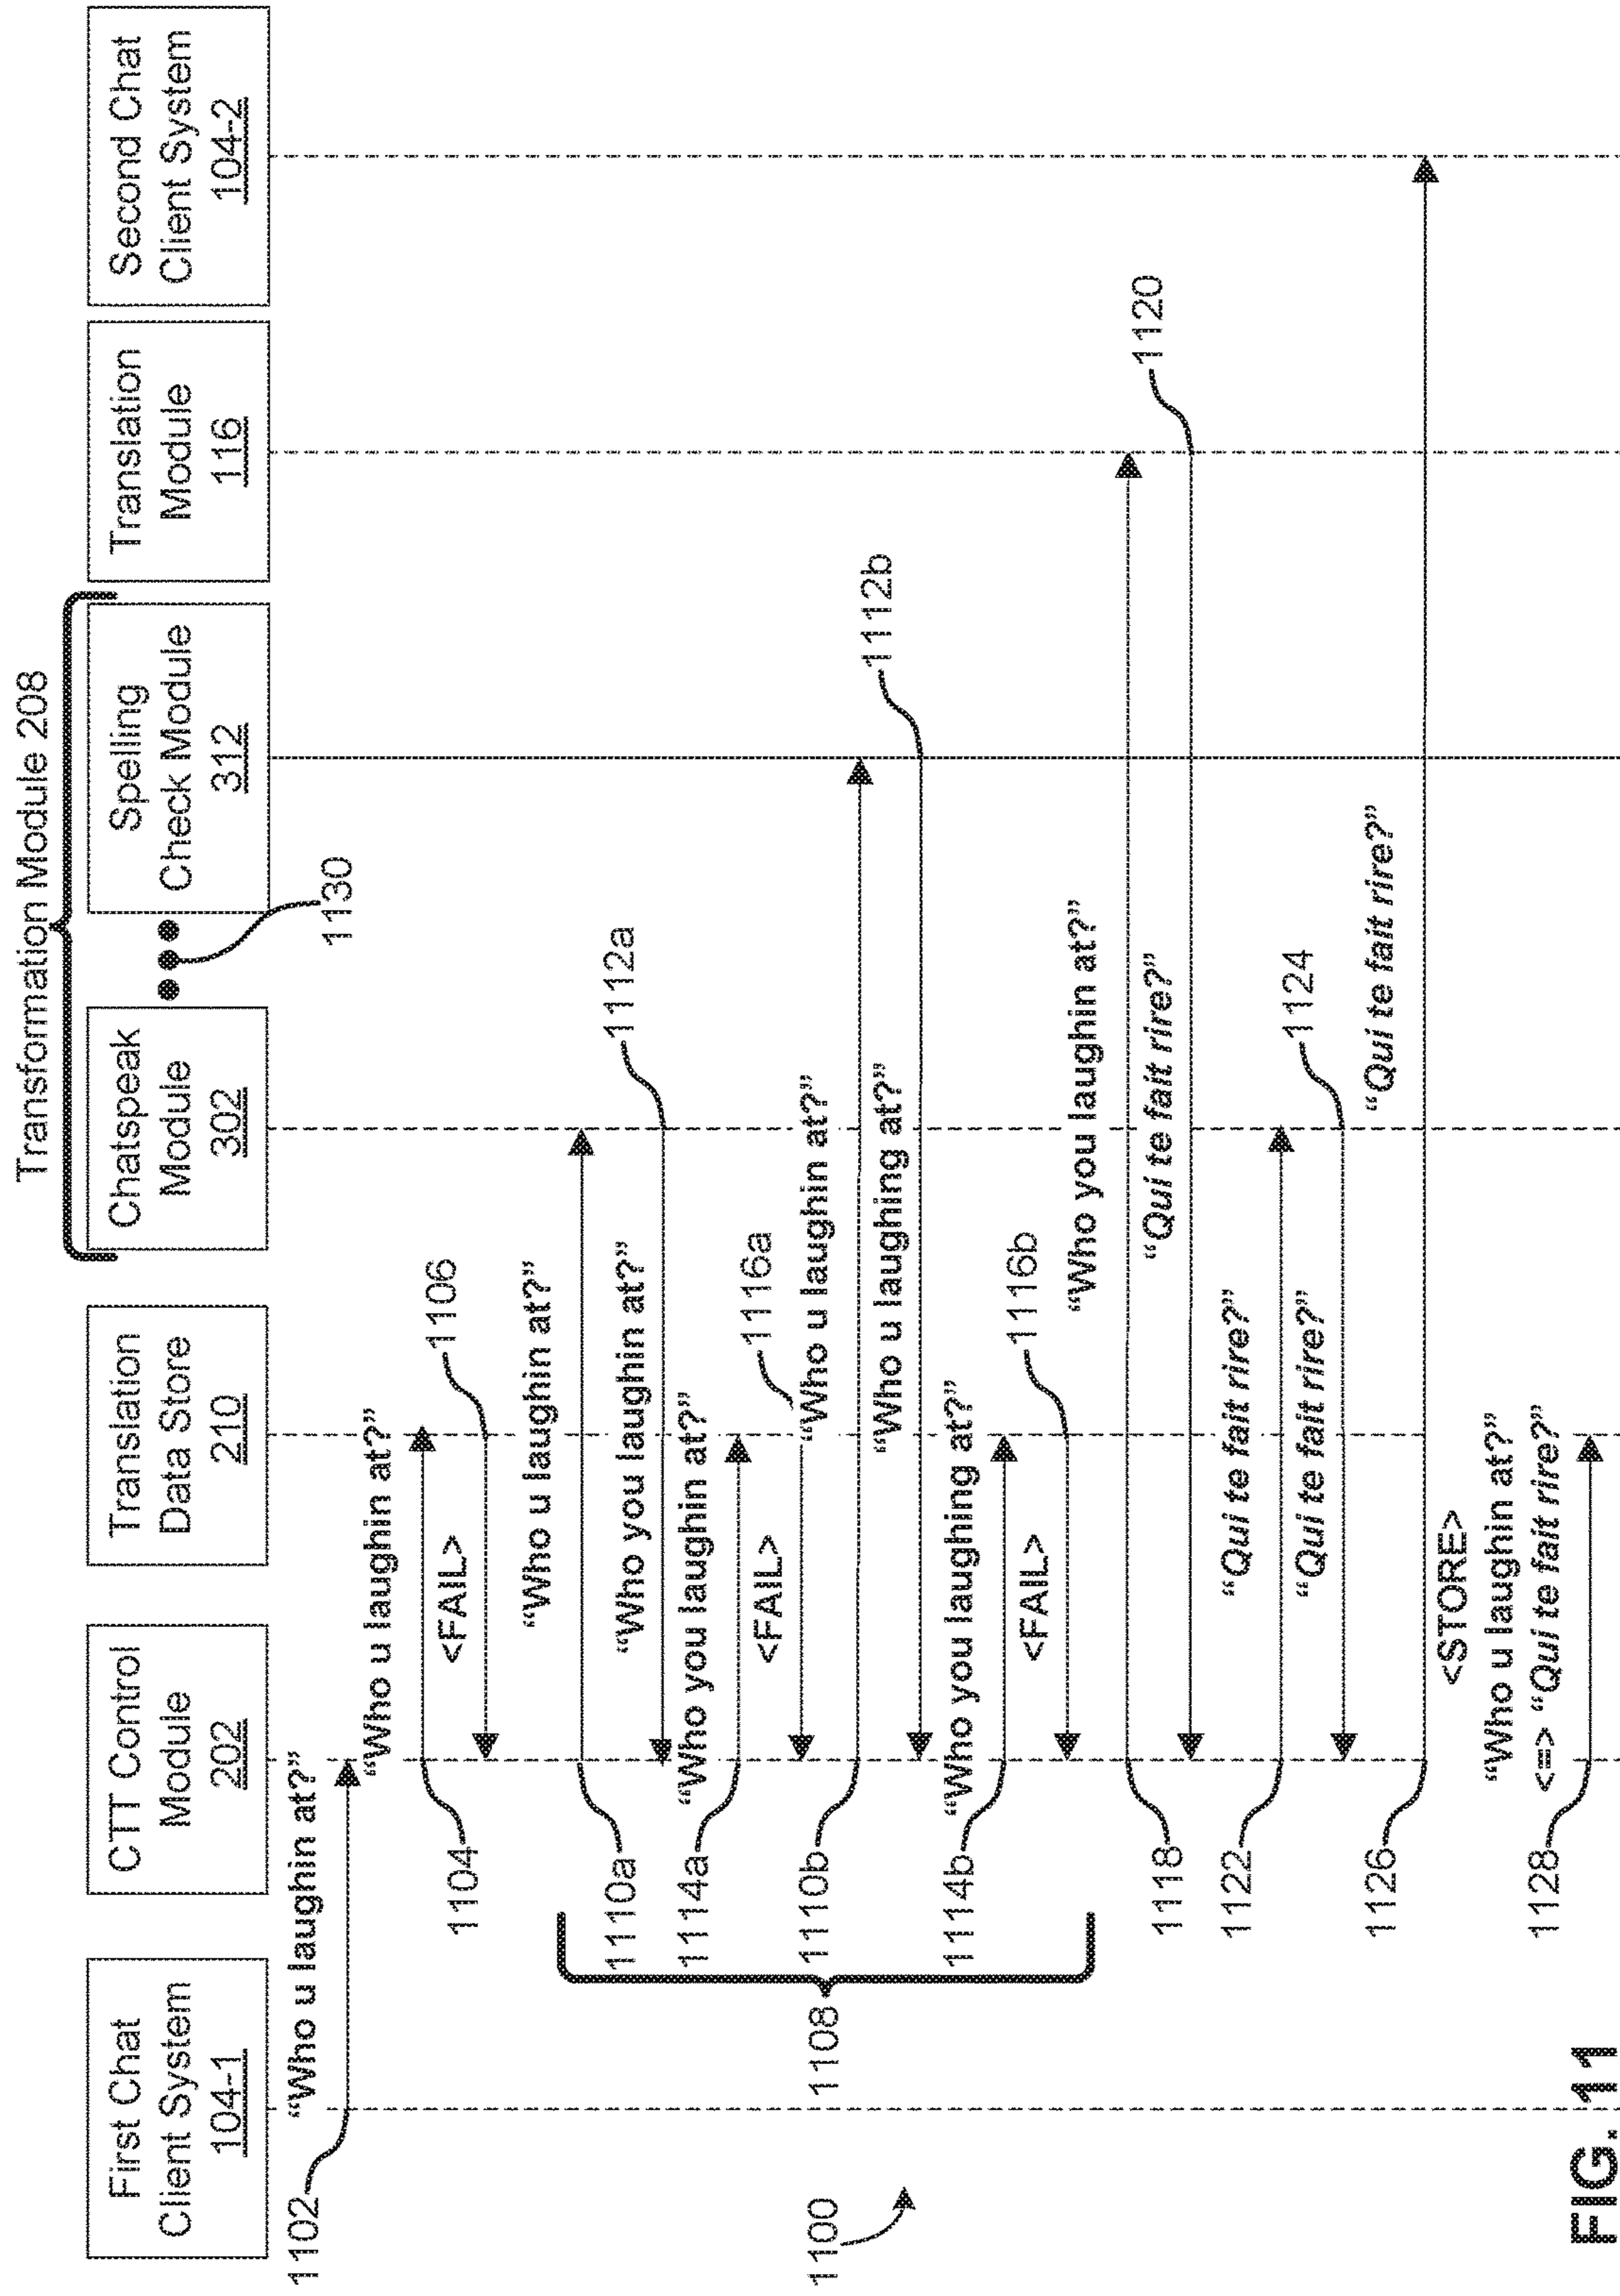 Transformation Module 208
First Chat
Client System
104-1
CTT Control
Module
202
Translation
Data Store
210
Chatspeak
Module
302
1130
Spelling
Check Module
312
Translation
Module
116
Second Chat
Client System
104-2
1102
“Who u laughin at?”
“Who u laughin at?”
1104
<FAIL>
1106
“Who u laughin at?”
1110a
“Who you laughin at?”
1112a
“Who you laughin at?”
1114a
<FAIL>
1116a
“Who u laughin at?”
1110b
“Who u laughing at?”
1112b
“Who you laughing at?”
1114b
<FAIL>
1116b
1108
1100
“Who you laughin at?”
1118
“Qui te fait rire?”
1120
“Qui te fait rire?”
1122
“Qui te fait rire?”
1124
“Qui te fait rire?”
1126
<STORE>
“Who u laughin at?”
<=> “Qui te fait rire?”
1128
FIG. 11